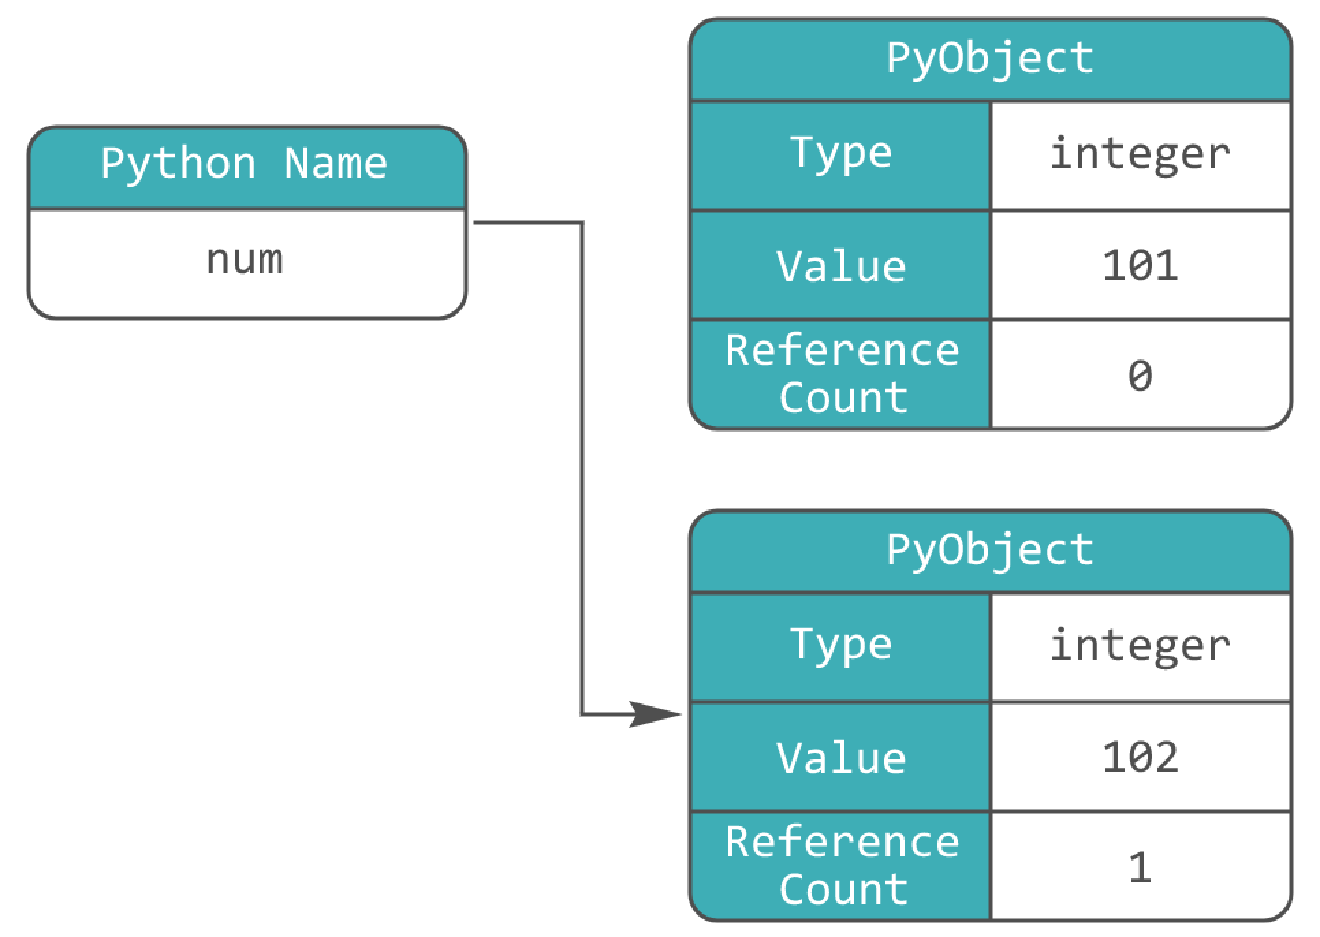 Python Name
num
PyObject
Type integer
Value 101
Reference
Count 0
PyObject
Type integer
Value 102
Reference
Count 1